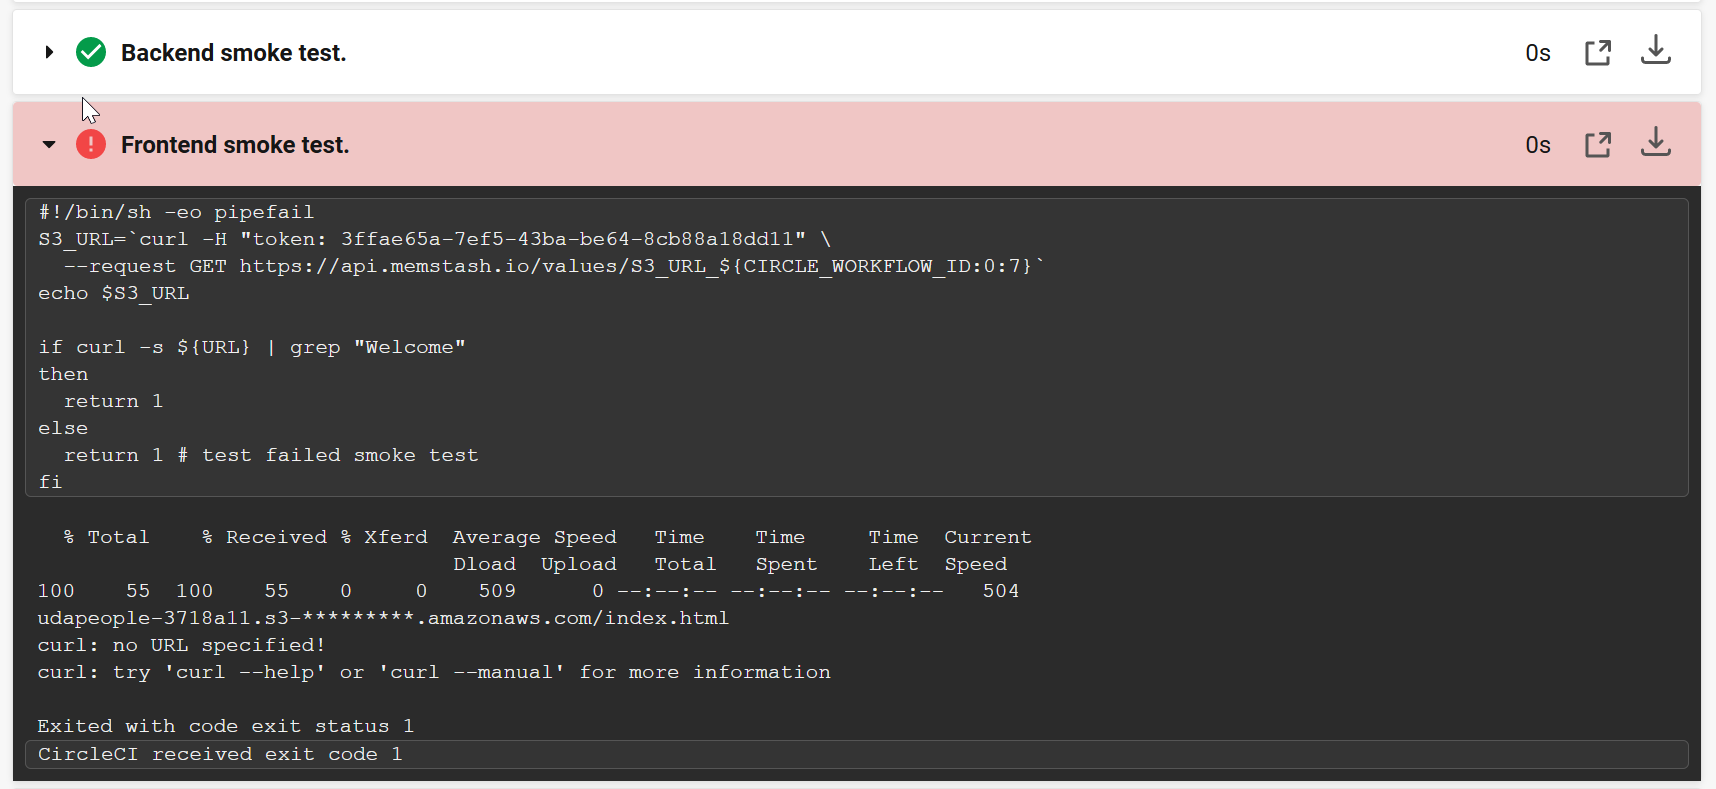 Backend smoke test.
0s
Frontend smoke test.
0s
#!/bin/sh -eo pipefail
S3_URL=`curl -H "token: 3ffae65a-7ef5-43ba-be64-8cb88a18dd11" \
--request GET https://api.memstash.io/values/S3_URL_${CIRCLE_WORKFLOW_ID:0:7}`
echo $S3_URL
if curl -s ${URL} | grep "Welcome"
then
return 1
else
return 1 # test failed smoke test
fi
% Total % Received % Xferd Average Speed Time Time Time Current
Dload Upload Total Spent Left Speed
100 55 100 55 0 0 509 0 --:--:-- --:--:-- --:--:-- 504
udapeople-3718a11.s3-*********.amazonaws.com/index.html
curl: no URL specified!
curl: try 'curl --help' or 'curl --manual' for more information
Exited with code exit status 1
CircleCI received exit code 1